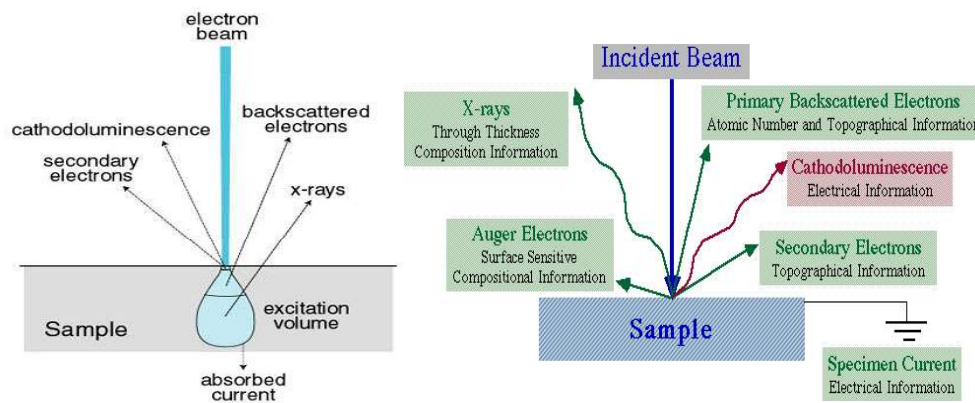 electron
beam
cathodoluminescence
secondary
electrons
backscattered
electrons
x-rays
Sample
excitation
volume
absorbed
current
Incident Beam
X-rays
Through Thickness
Composition Information
Primary Backscattered Electrons
Atomic Number and Topographical Information
Cathodoluminescence
Electrical Information
Auger Electrons
Surface Sensitive
Compositional Information
Secondary Electrons
Topographical Information
Sample
Specimen Current
Electrical Information